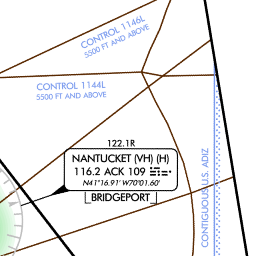 CONTROL 1146L
5500 FT AND ABOVE
CONTROL 1144L
5500 FT AND ABOVE
122.1R
NANTUCKET (VH) (H)
116.2 ACK 109
N41°16.91' W70°01.60'
BRIDGEPORT
CONTIGUOUS U.S. ADIZ